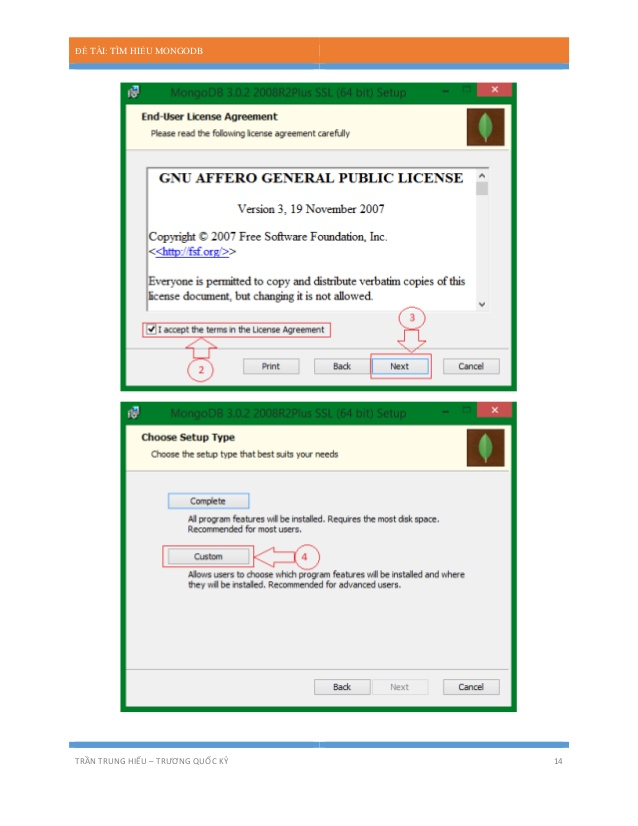 ĐỀ TÀI: TÌM HIỂU MONGODB
MongoDB 3.0.2 2008R2Plus SSL (64 bit) Setup
End-User License Agreement
Please read the following license agreement carefully
GNU AFFERO GENERAL PUBLIC LICENSE
Version 3, 19 November 2007
Copyright © 2007 Free Software Foundation, Inc.
<<http://fsf.org/>>
Everyone is permitted to copy and distribute verbatim copies of this
license document, but changing it is not allowed.
3
I accept the terms in the License Agreement
2
Print Back Next Cancel
MongoDB 3.0.2 2008R2Plus SSL (64 bit) Setup
Choose Setup Type
Choose the setup type that best suits your needs
Complete
All program features will be installed. Requires the most disk space.
Recommended for most users.
Custom 4
Allows users to choose which program features will be installed and where
they will be installed. Recommended for advanced users.
Back Next Cancel
TRẦN TRUNG HIẾU – TRƯƠNG QUỐC KỲ 14